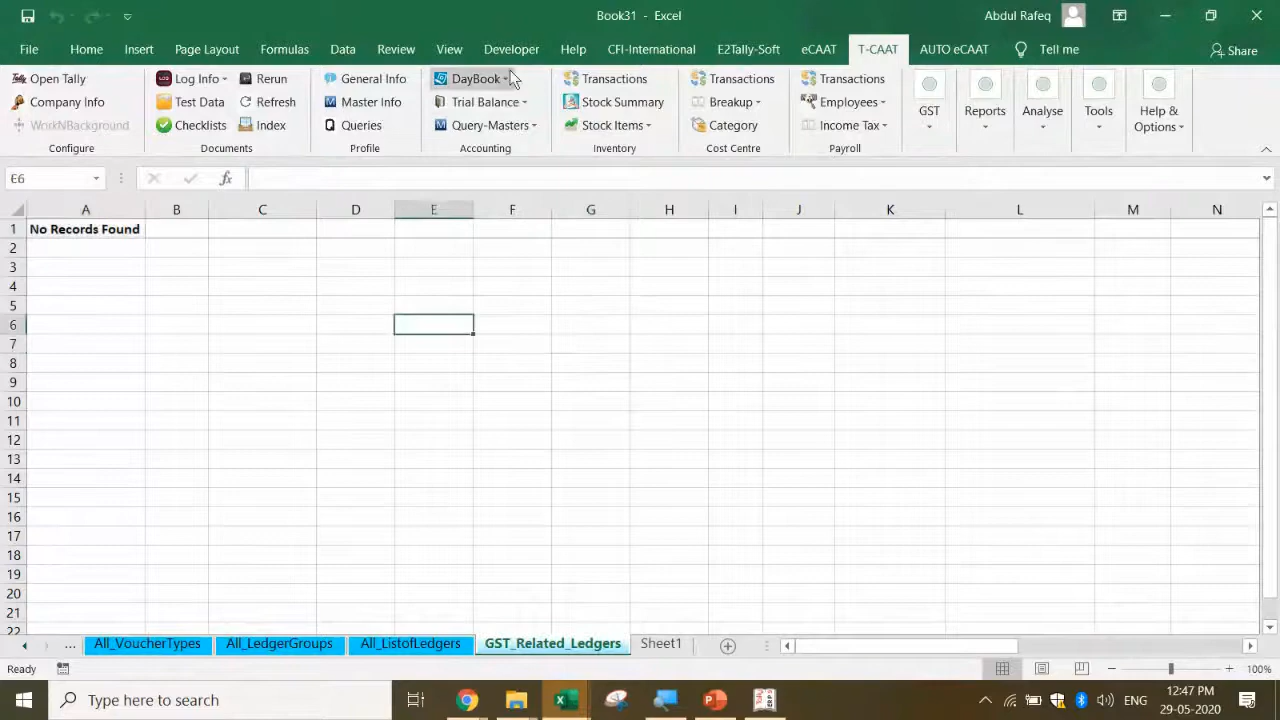 Book31 - Excel
Abdul Rafeq
File Home Insert Page Layout Formulas Data Review View Developer Help CFI-International E2Tally-Soft eCAAT T-CAAT AUTO eCAAT Tell me Share
Open Tally Log Info Rerun General Info DayBook Transactions Transactions Transactions
Company Info Test Data Refresh Master Info Trial Balance Stock Summary Breakup Employees GST Reports Analyse Tools Help & Options
WorkNBackground Checklists Index Queries Query-Masters Stock Items Category Income Tax
Configure Documents Profile Accounting Inventory Cost Centre Payroll
E6 fx
A B C D E F G H I J K L M N
1 No Records Found
2
3
4
5
6
7
8
9
10
11
12
13
14
15
16
17
18
19
20
21
22
... All_VoucherTypes All_LedgerGroups All_ListofLedgers GST_Related_Ledgers Sheet1
Ready 100%
Type here to search ENG 12:47 PM
29-05-2020